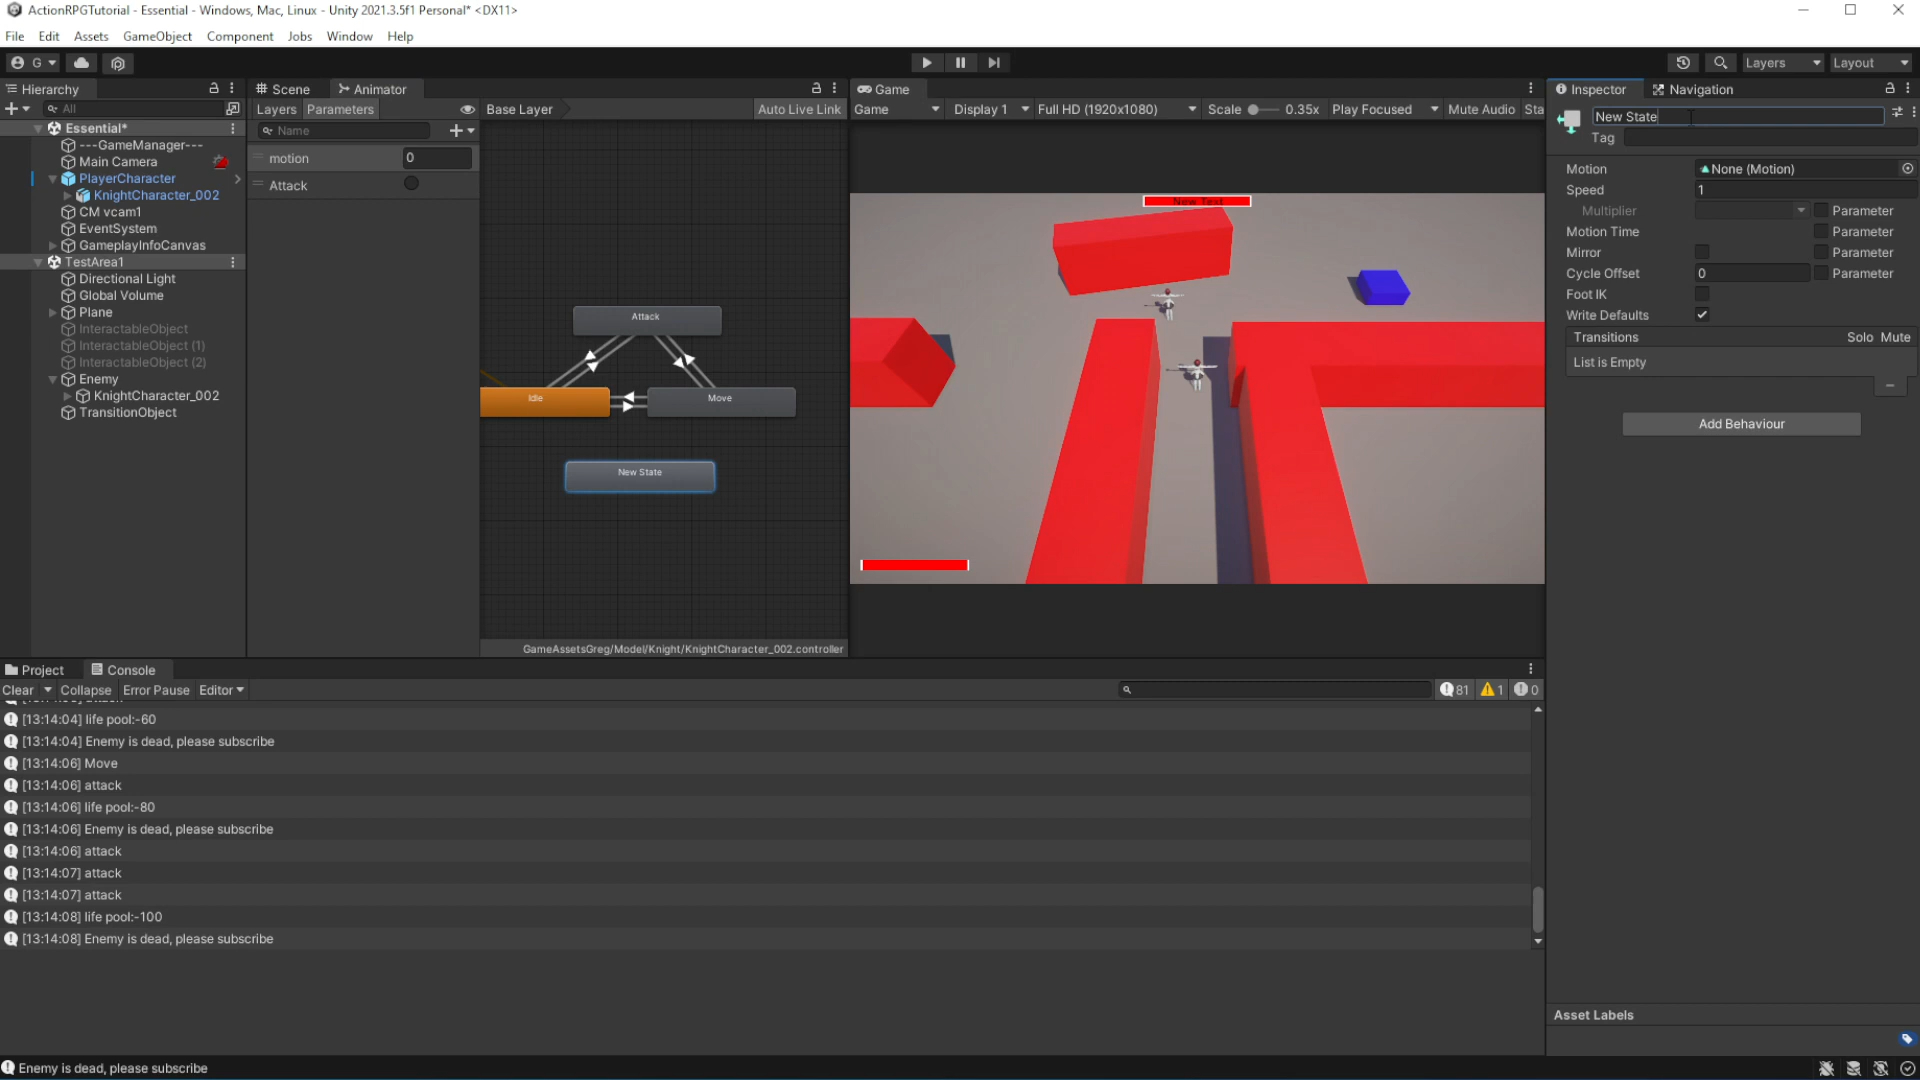 ActionRPGTutorial - Essential - Windows, Mac, Linux - Unity 2021.3.5f1 Personal* <DX11>
File Edit Assets GameObject Component Jobs Window Help
G Layers Layout
Hierarchy
All
Essential*
---GameManager---
Main Camera
PlayerCharacter
KnightCharacter_002
CM vcam1
EventSystem
GameplayInfoCanvas
TestArea1
Directional Light
Global Volume
Plane
InteractableObject
InteractableObject (1)
InteractableObject (2)
Enemy
KnightCharacter_002
TransitionObject
Scene Animator
Layers Parameters Base Layer Auto Live Link
Name
motion 0
Attack
Attack
Idle
Move
New State
GameAssetsGreg/Model/Knight/KnightCharacter_002.controller
Game
Game Display 1 Full HD (1920x1080) Scale 0.35x Play Focused Mute Audio Sta
New Text
Inspector Navigation
New State
Tag
Motion None (Motion)
Speed 1
Multiplier Parameter
Motion Time Parameter
Mirror Parameter
Cycle Offset 0 Parameter
Foot IK
Write Defaults
Transitions Solo Mute
List is Empty
Add Behaviour
Asset Labels
Project Console
Clear Collapse Error Pause Editor 81 1 0
[13:14:04] life pool:-60
[13:14:04] Enemy is dead, please subscribe
[13:14:06] Move
[13:14:06] attack
[13:14:06] life pool:-80
[13:14:06] Enemy is dead, please subscribe
[13:14:06] attack
[13:14:07] attack
[13:14:07] attack
[13:14:08] life pool:-100
[13:14:08] Enemy is dead, please subscribe
Enemy is dead, please subscribe